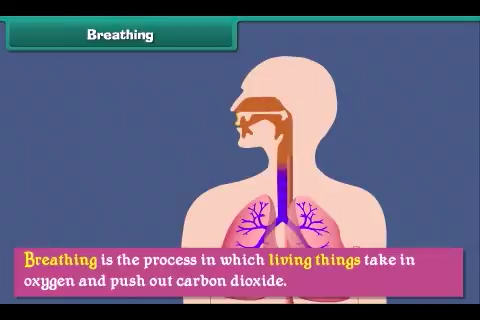 Breathing
Breathing is the process in which living things take in
oxygen and push out carbon dioxide.